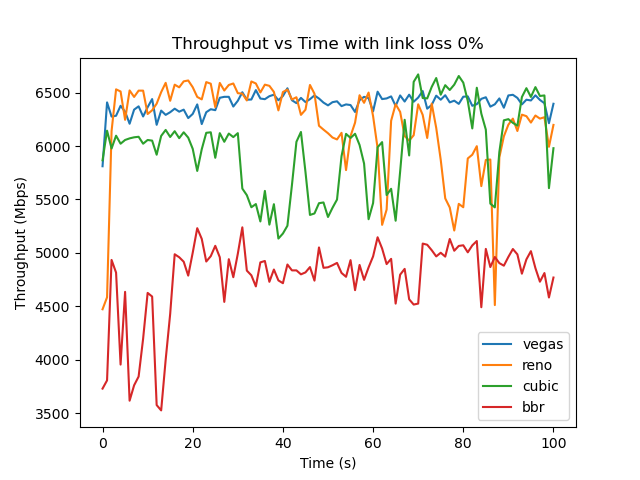 Throughput vs Time with link loss 0%
Throughput (Mbps)
6500
6000
5500
5000
4500
4000
3500
0 20 40 60 80 100
Time (s)
vegas
reno
cubic
bbr